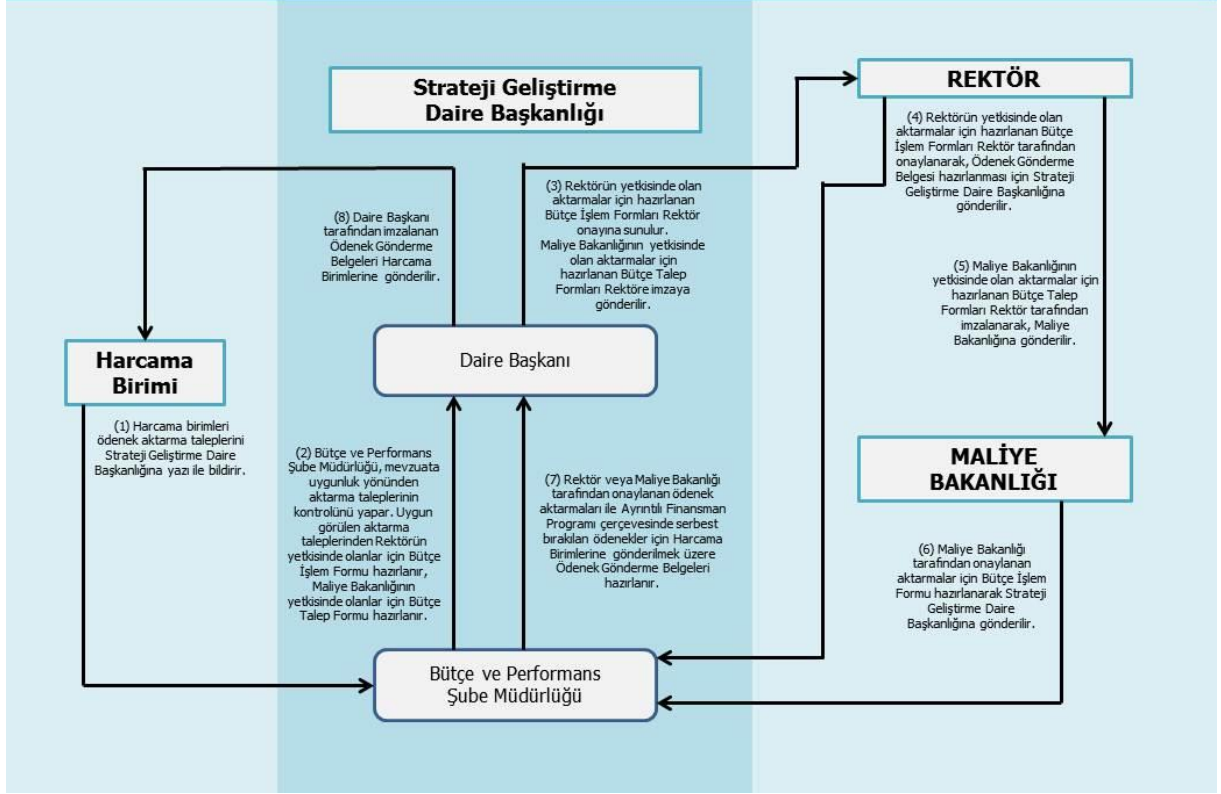 Strateji Geliştirme
Daire Başkanlığı
REKTÖR
(4) Rektörün yetkisinde olan
aktarmalar için hazırlanan Bütçe
İşlem Formları Rektör tarafından
onaylanarak, Ödenek Gönderme
Belgesi hazırlanması için Strateji
Geliştirme Daire Başkanlığına
gönderilir.
(3) Rektörün yetkisinde olan
aktarmalar için hazırlanan
Bütçe İşlem Formları Rektör
onayına sunulur.
Maliye Bakanlığının yetkisinde
olan aktarmalar için
hazırlanan Bütçe Talep
Formları Rektöre imzaya
gönderilir.
(8) Daire Başkanı
tarafından imzalanan
Ödenek Gönderme
Belgeleri Harcama
Birimlerine gönderilir.
(5) Maliye Bakanlığının
yetkisinde olan aktarmalar için
hazırlanan Bütçe Talep
Formları Rektör tarafından
imzalanarak, Maliye
Bakanlığına gönderilir.
Harcama
Birimi
Daire Başkanı
(1) Harcama birimleri
ödenek aktarma taleplerini
Strateji Geliştirme Daire
Başkanlığına yazı ile bildirir.
(2) Bütçe ve Performans
Şube Müdürlüğü, mevzuata
uygunluk yönünden
aktarma taleplerinin
kontrolünü yapar. Uygun
görülen aktarma
taleplerinden Rektörün
yetkisinde olanlar için Bütçe
İşlem Formu hazırlanır,
Maliye Bakanlığının
yetkisinde olanlar için Bütçe
Talep Formu hazırlanır.
(7) Rektör veya Maliye Bakanlığı
tarafından onaylanan ödenek
aktarmaları ile Ayrıntılı Finansman
Programı çerçevesinde serbest
bırakılan ödenekler için Harcama
Birimlerine gönderilmek üzere
Ödenek Gönderme Belgeleri
hazırlanır.
MALİYE
BAKANLIĞI
(6) Maliye Bakanlığı
tarafından onaylanan
aktarmalar için Bütçe İşlem
Formu hazırlanarak Strateji
Geliştirme Daire
Başkanlığına gönderilir.
Bütçe ve Performans
Şube Müdürlüğü